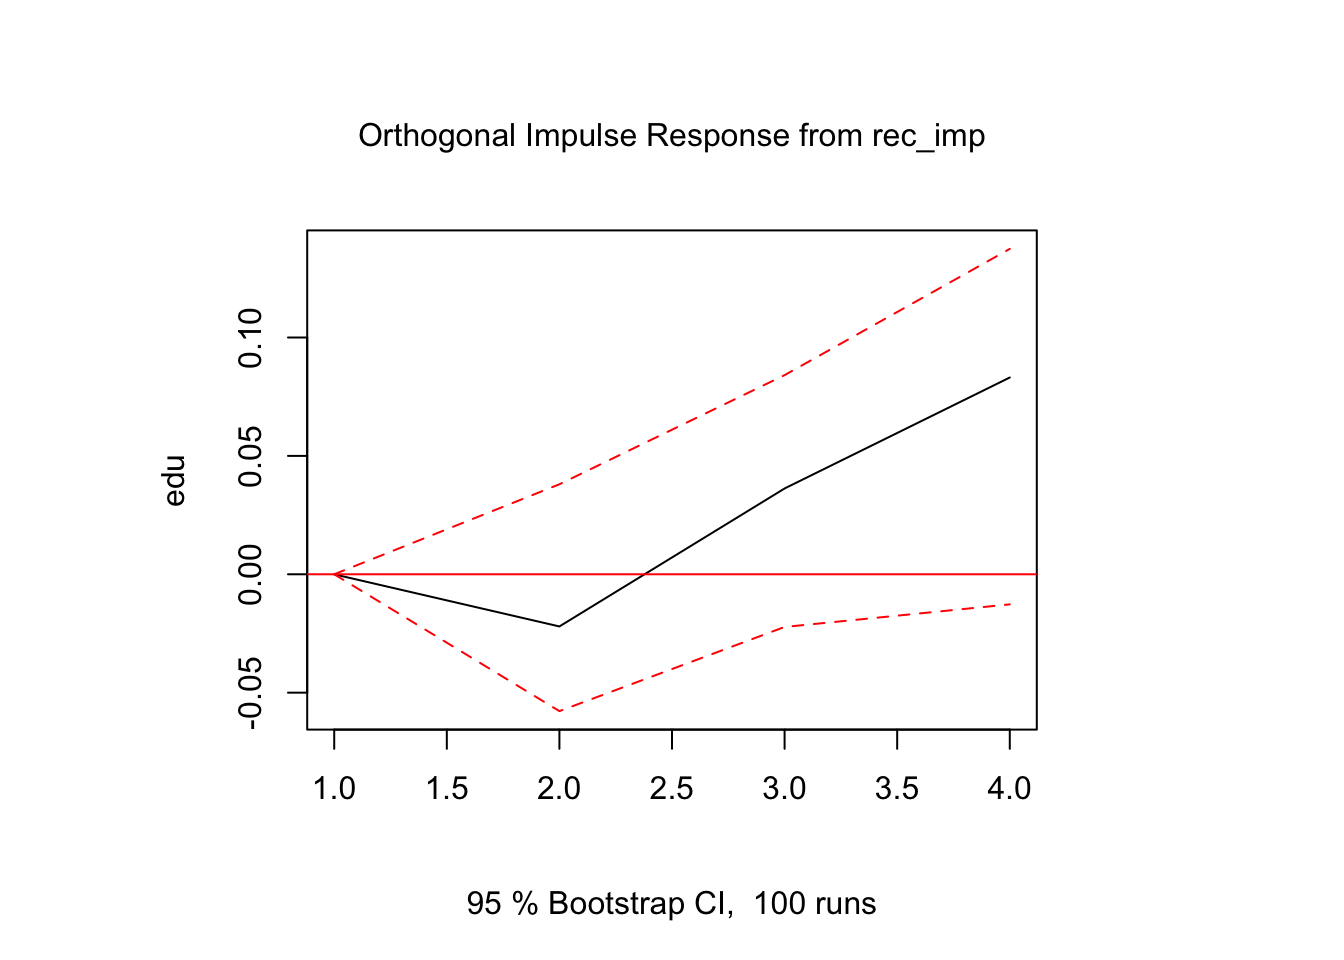 Orthogonal Impulse Response from rec_imp
edu
0.10
0.05
0.00
-0.05
1.0 1.5 2.0 2.5 3.0 3.5 4.0
95 % Bootstrap CI,  100 runs